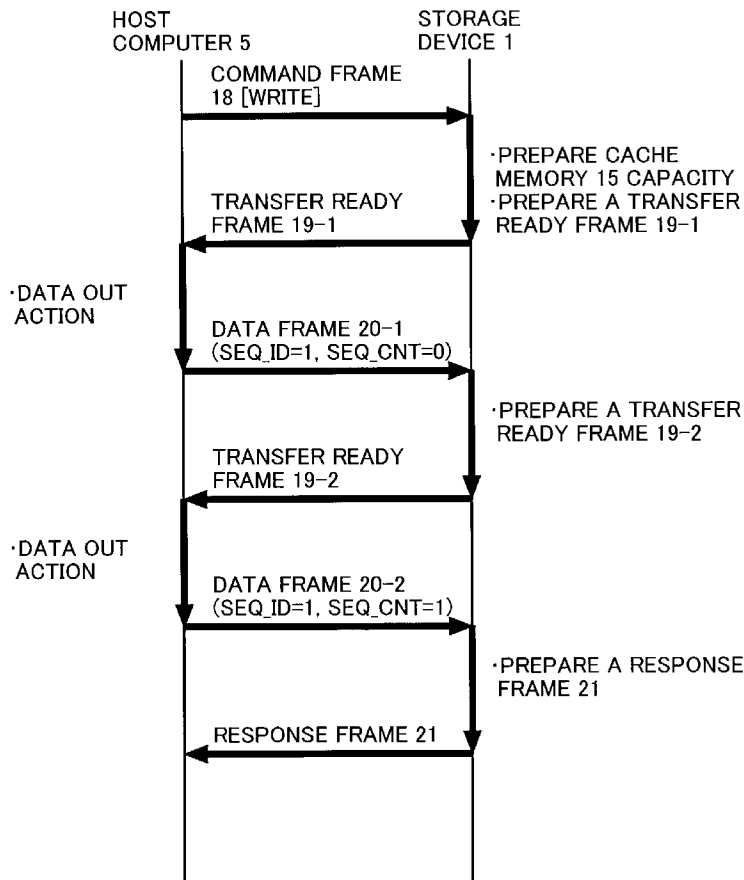 HOST
COMPUTER 5
STORAGE
DEVICE 1
COMMAND FRAME
18 [WRITE]
·PREPARE CACHE
MEMORY 15 CAPACITY
·PREPARE A TRANSFER
READY FRAME 19-1
TRANSFER READY
FRAME 19-1
·DATA OUT
ACTION
DATA FRAME 20-1
(SEQ_ID=1, SEQ_CNT=0)
·PREPARE A TRANSFER
READY FRAME 19-2
TRANSFER READY
FRAME 19-2
·DATA OUT
ACTION
DATA FRAME 20-2
(SEQ_ID=1, SEQ_CNT=1)
·PREPARE A RESPONSE
FRAME 21
RESPONSE FRAME 21